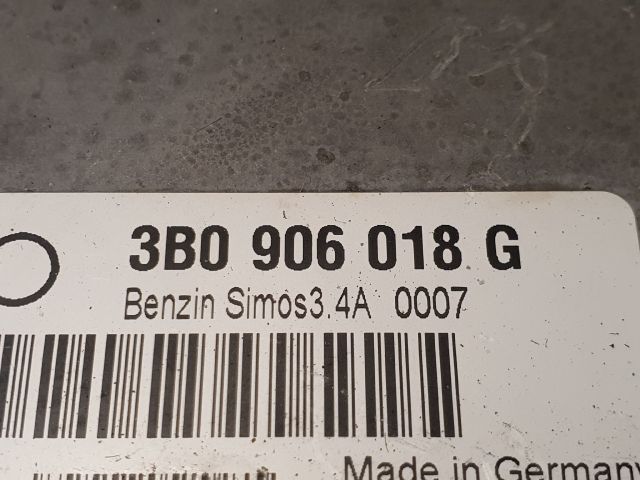 3B0 906 018 G
Benzin Simos3.4A 0007
Made in Germany